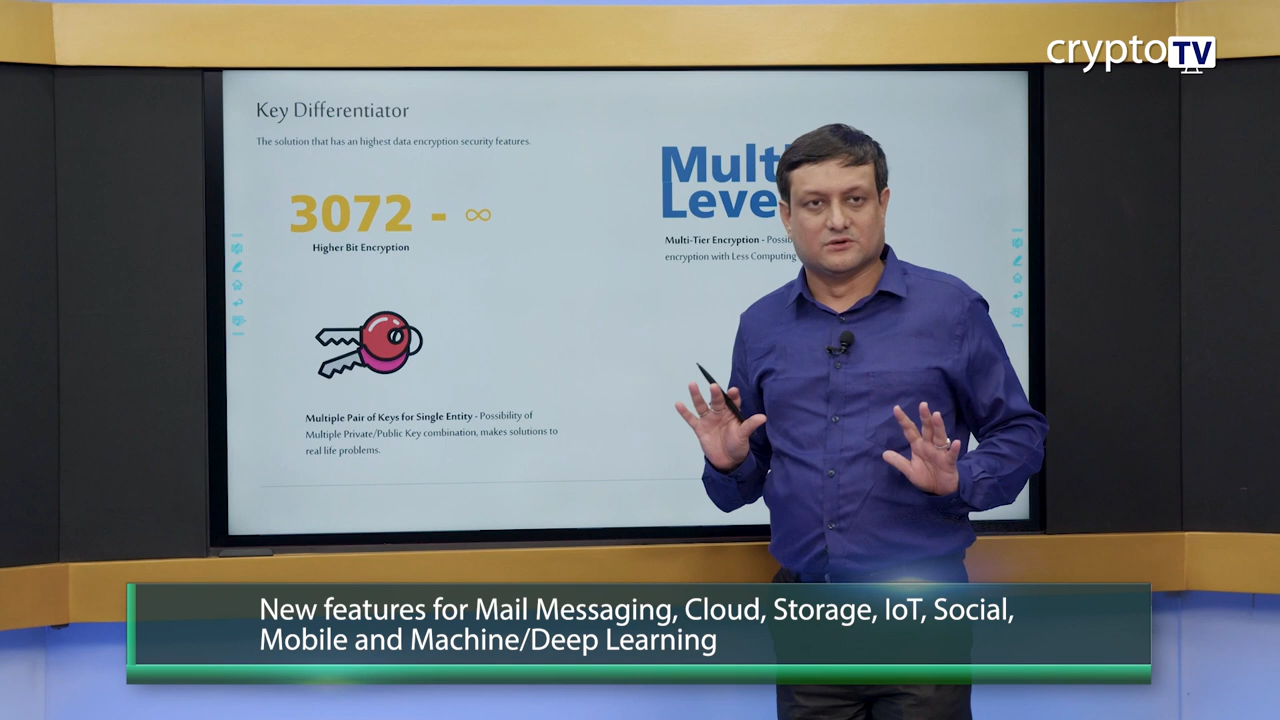 cryptoTV
Key Differentiator
The solution that has an highest data encryption security features.
3072 - ∞
Higher Bit Encryption
Multi
Leve
Multi-Tier Encryption -
encryption with Less Computing
Multiple Pair of Keys for Single Entity - Possibility of
Multiple Private/Public Key combination, makes solutions to
real life problems.
New features for Mail Messaging, Cloud, Storage, IoT, Social,
Mobile and Machine/Deep Learning